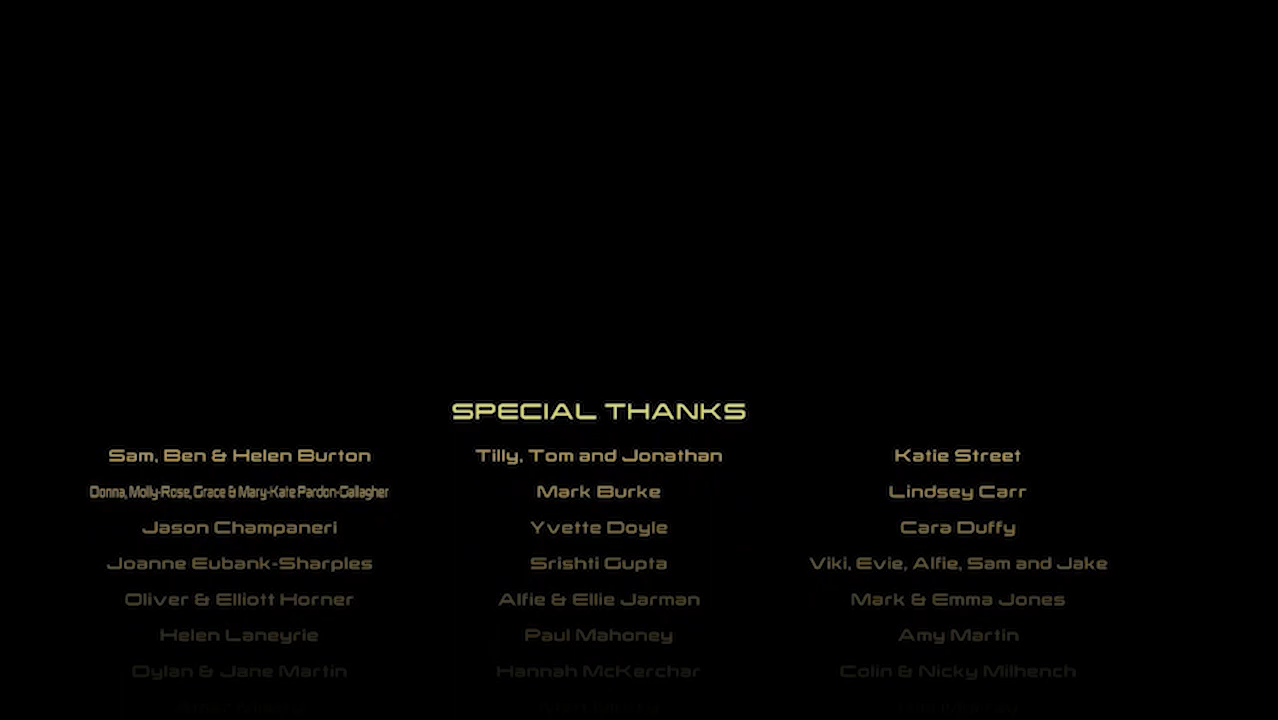 SPECIAL THANKS
Sam, Ben & Helen Burton Tilly, Tom and Jonathan Katie Street
Donna, Molly-Rose, Grace & Mary-Kate Pardon-Gallagher Mark Burke Lindsey Carr
Jason Champaneri Yvette Doyle Cara Duffy
Joanne Eubank-Sharples Srishti Gupta Viki, Evie, Alfie, Sam and Jake
Oliver & Elliott Horner Alfie & Ellie Jarman Mark & Emma Jones
Helen Laneyrie Paul Mahoney Amy Martin
Dylan & Jane Martin Hannah McKerchar Colin & Nicky Milhench